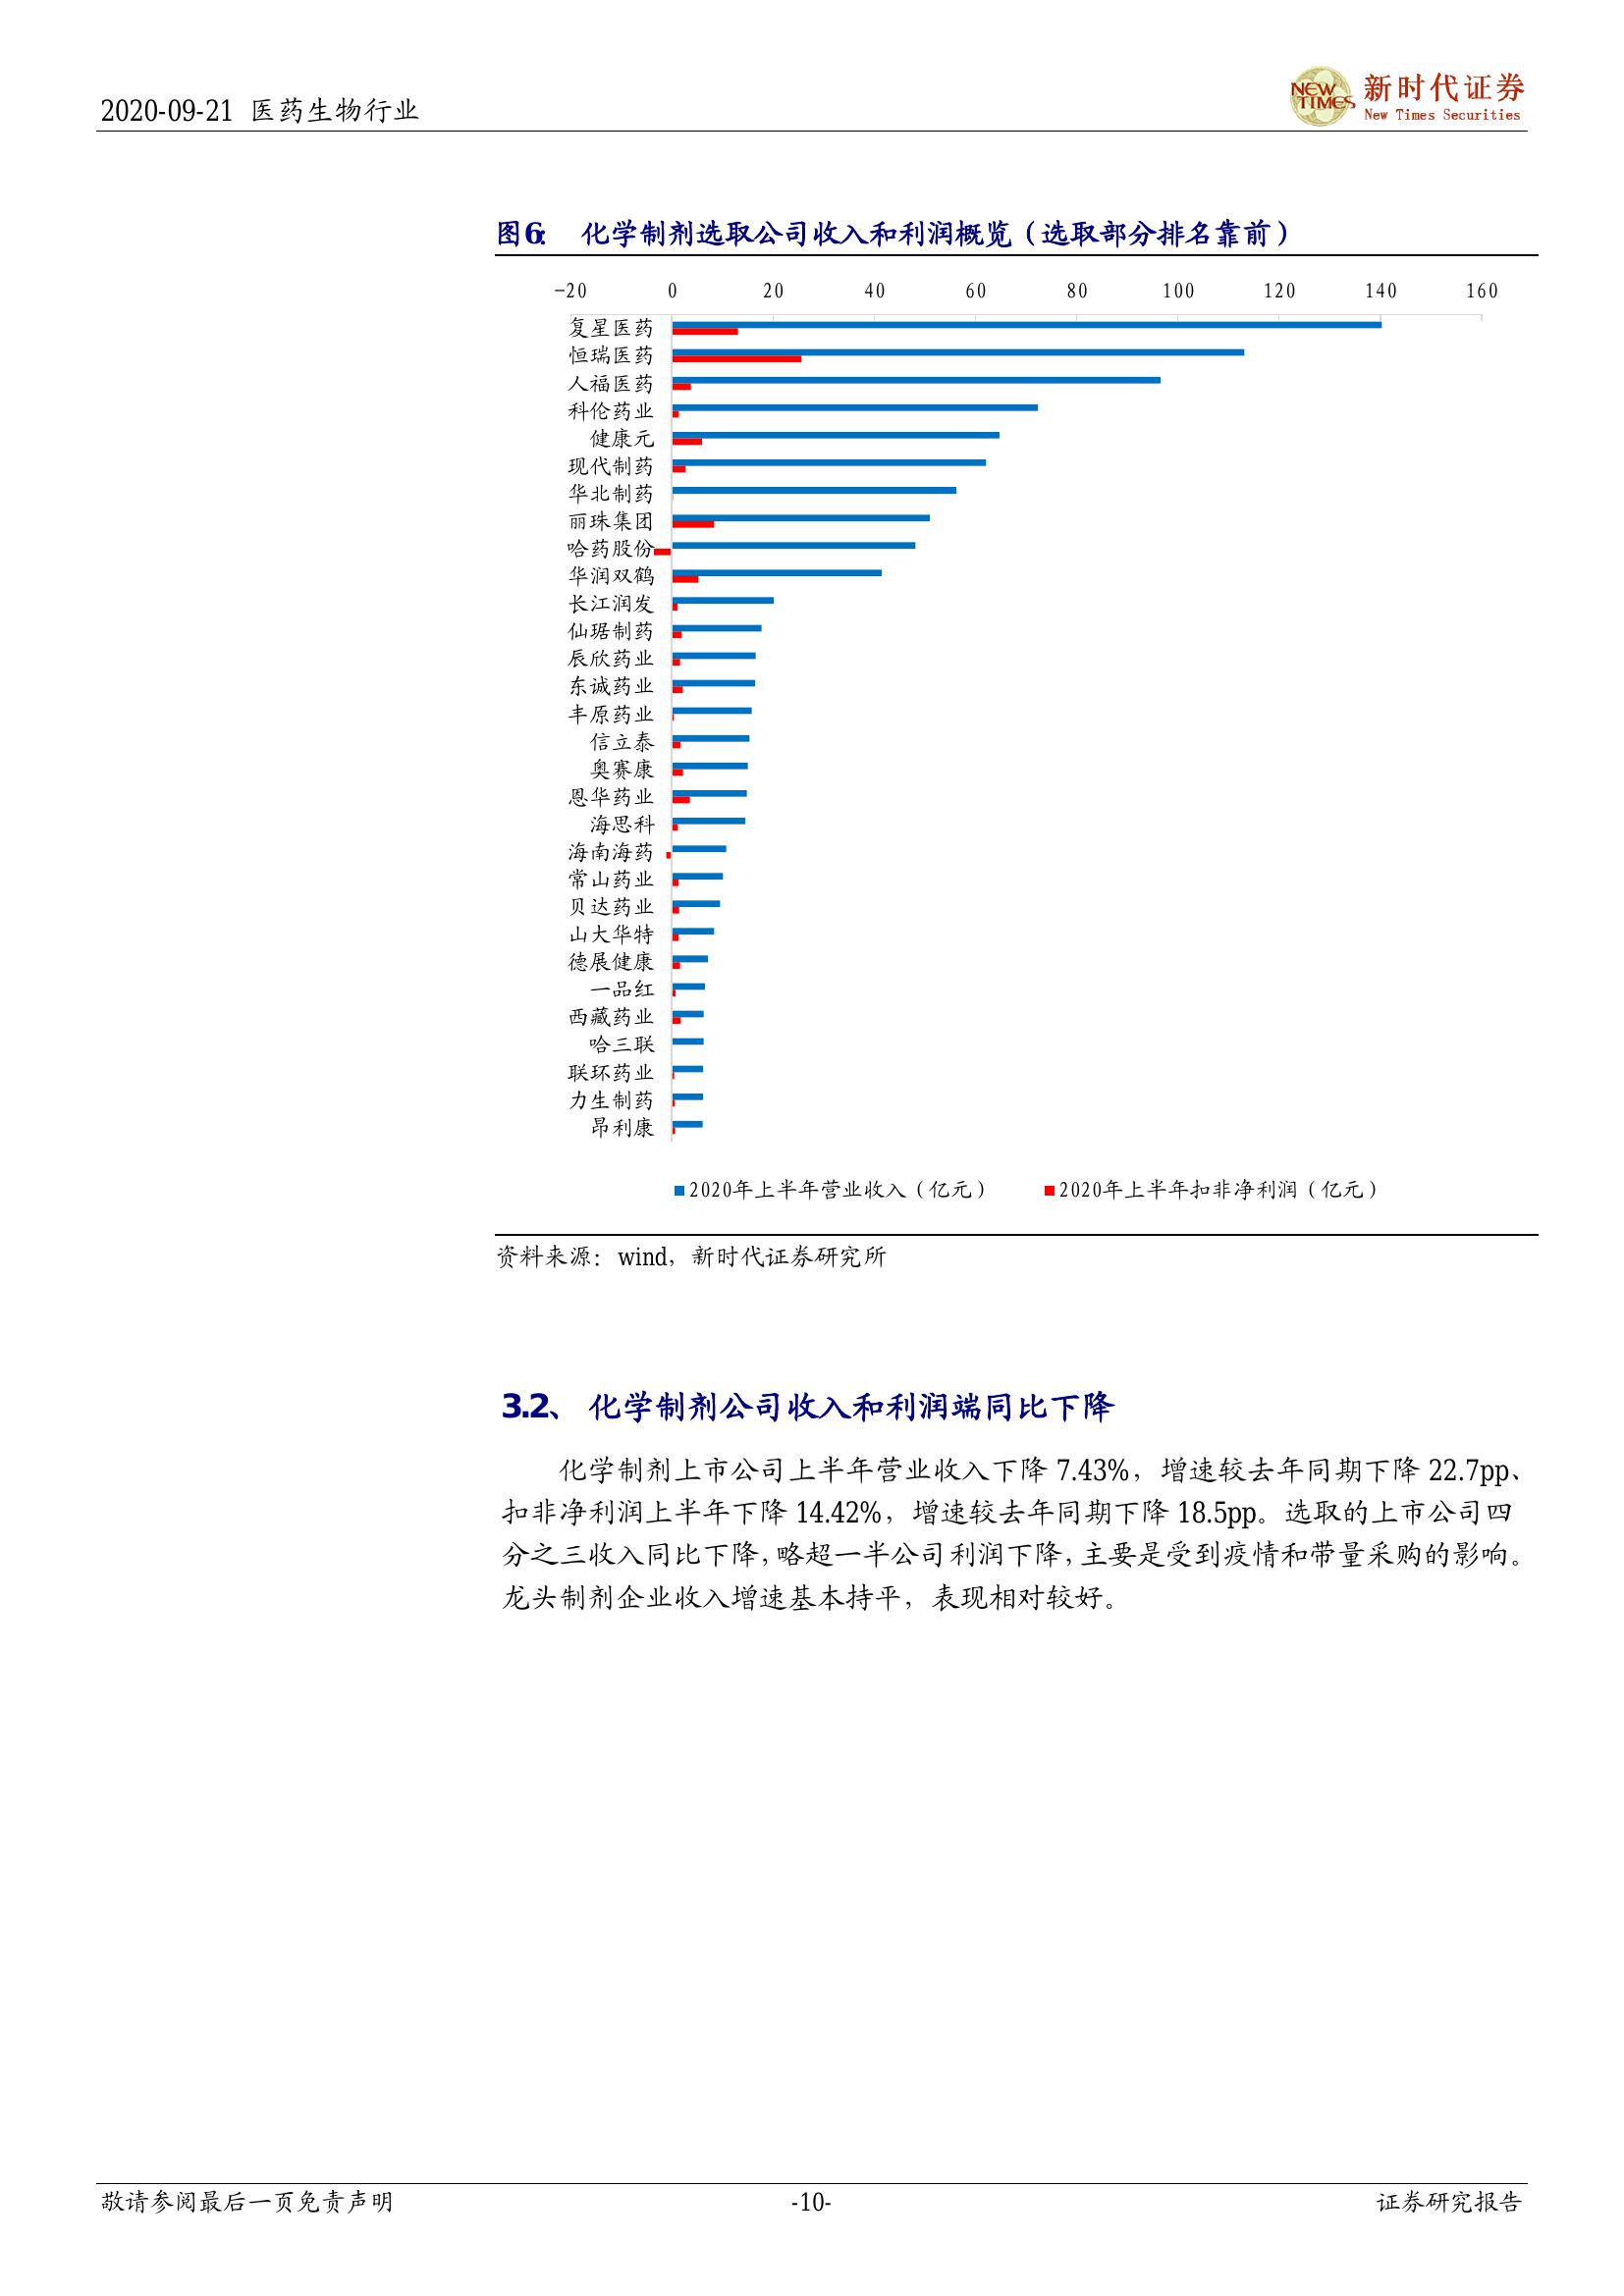 2020-09-21 医药生物行业
NEW TIMES
新时代证券
New Times Securities
图6: 化学制剂选取公司收入和利润概览（选取部分排名靠前）
-20 0 20 40 60 80 100 120 140 160
复星医药
恒瑞医药
人福医药
科伦药业
健康元
现代制药
华北制药
丽珠集团
哈药股份
华润双鹤
长江润发
仙琚制药
辰欣药业
东诚药业
丰原药业
信立泰
奥赛康
恩华药业
海思科
海南海药
常山药业
贝达药业
山大华特
德展健康
一品红
西藏药业
哈三联
联环药业
力生制药
昂利康
2020年上半年营业收入（亿元） 2020年上半年扣非净利润（亿元）
资料来源：wind，新时代证券研究所
3.2、 化学制剂公司收入和利润端同比下降
化学制剂上市公司上半年营业收入下降 7.43%，增速较去年同期下降 22.7pp、
扣非净利润上半年下降 14.42%，增速较去年同期下降 18.5pp。选取的上市公司四
分之三收入同比下降，略超一半公司利润下降，主要是受到疫情和带量采购的影响。
龙头制剂企业收入增速基本持平，表现相对较好。
敬请参阅最后一页免责声明 -10- 证券研究报告